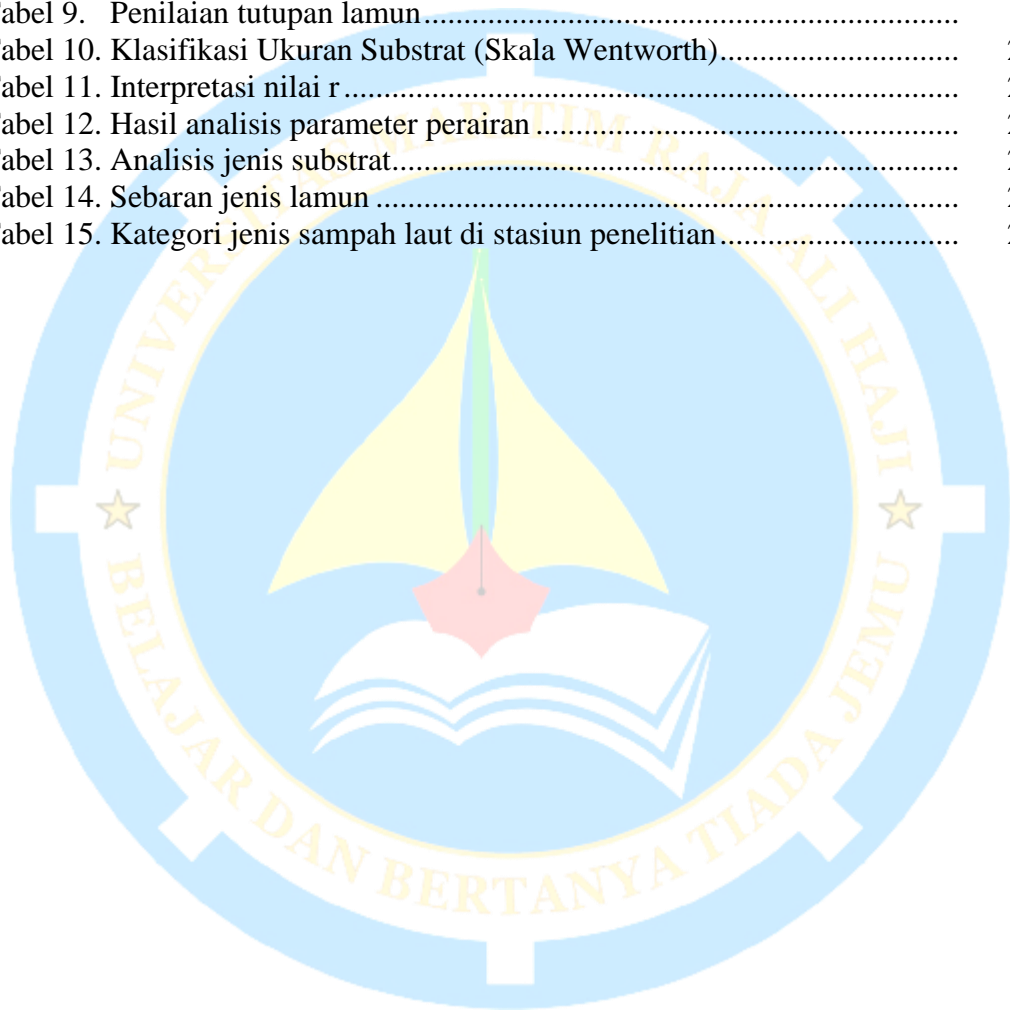 abel 9. Penilaian tutupan lamun
abel 10. Klasifikasi Ukuran Substrat (Skala Wentworth)
abel 11. Interpretasi nilai r
abel 12. Hasil analisis parameter perairan
abel 13. Analisis jenis substrat
abel 14. Sebaran jenis lamun
abel 15. Kategori jenis sampah laut di stasiun penelitian
UNIVERSITAS MARITIM RAJA ALI HAJI
BELAJAR DAN BERTANYA TIADA JEMU